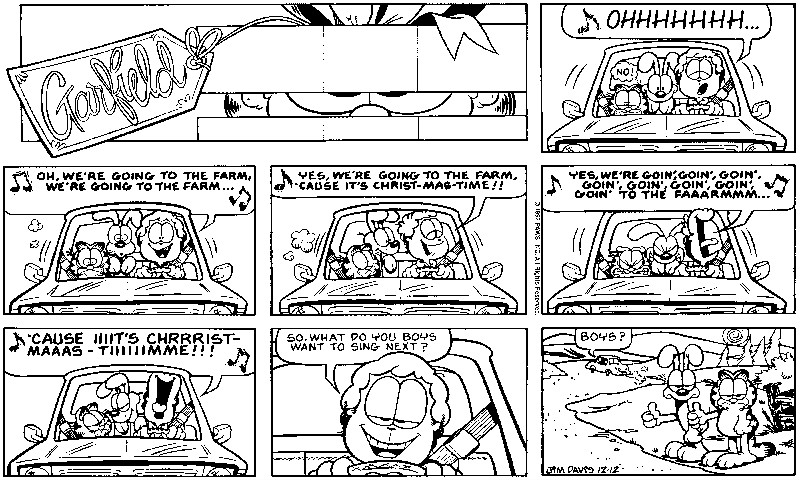 Garfield
OHHHHHHH...
NO!
OH, WE'RE GOING TO THE FARM,
WE'RE GOING TO THE FARM...
YES, WE'RE GOING TO THE FARM,
'CAUSE IT'S CHRIST-MAS-TIME!!
YES, WE'RE GOIN', GOIN', GOIN',
GOIN', GOIN', GOIN', GOIN',
GOIN' TO THE FAAARMMM...
'CAUSE IIIIT'S CHRRRIST-
MAAAS-TIIIIIIMME!!!
SO, WHAT DO YOU BOYS
WANT TO SING NEXT?
BOYS?
JIM DAVIS 12-12